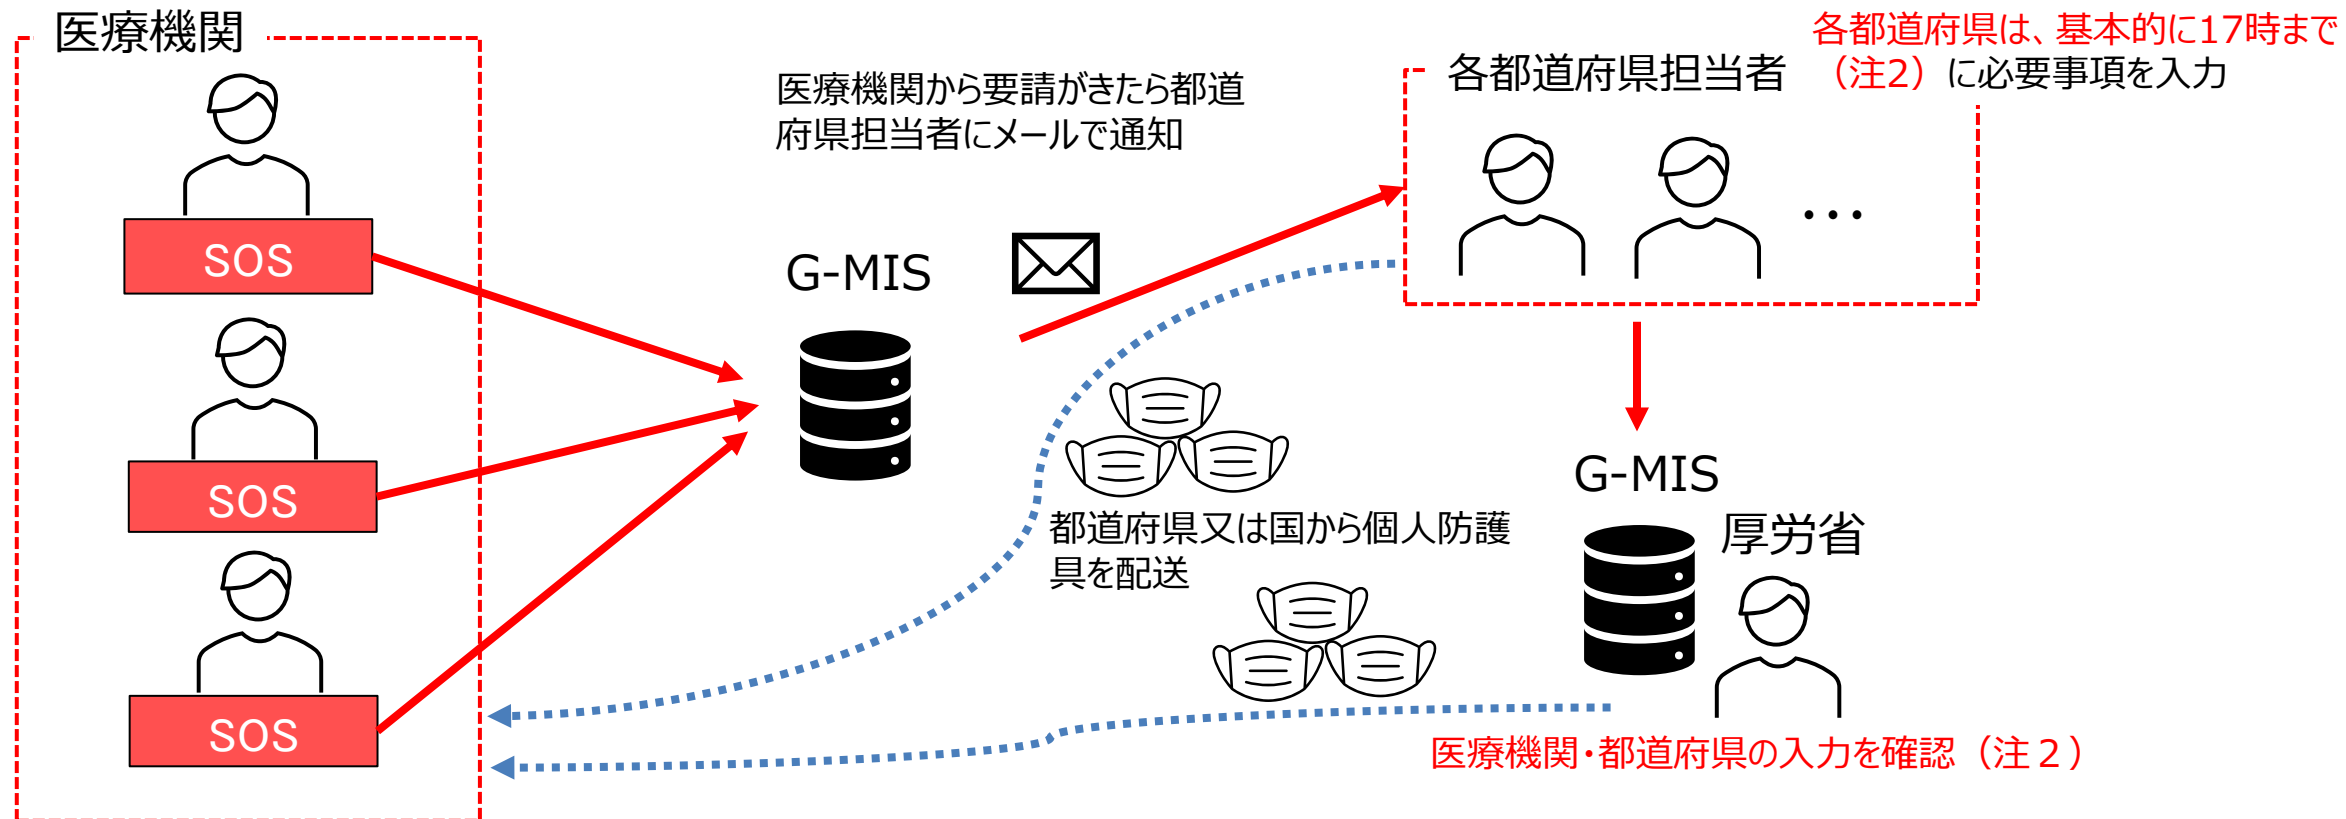 医療機関
各都道府県は、基本的に17時まで
（注2）に必要事項を入力
各都道府県担当者
医療機関から要請がきたら都道
府県担当者にメールで通知
SOS
G-MIS
…
SOS
G-MIS
都道府県又は国から個人防護
具を配送
厚労省
SOS
医療機関・都道府県の入力を確認（注２）